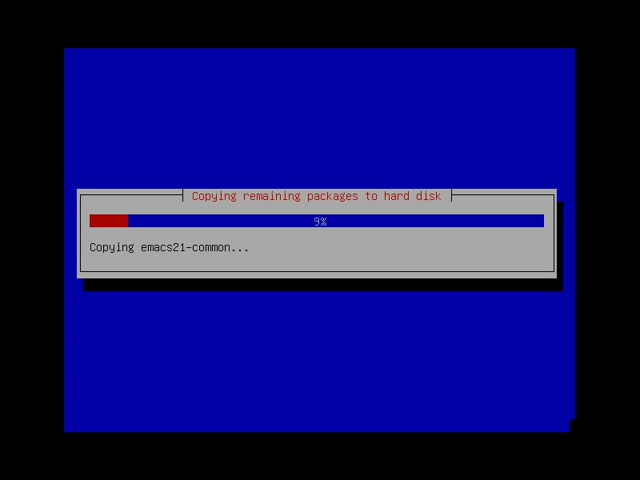 Copying remaining packages to hard disk
9%
Copying emacs21-common...